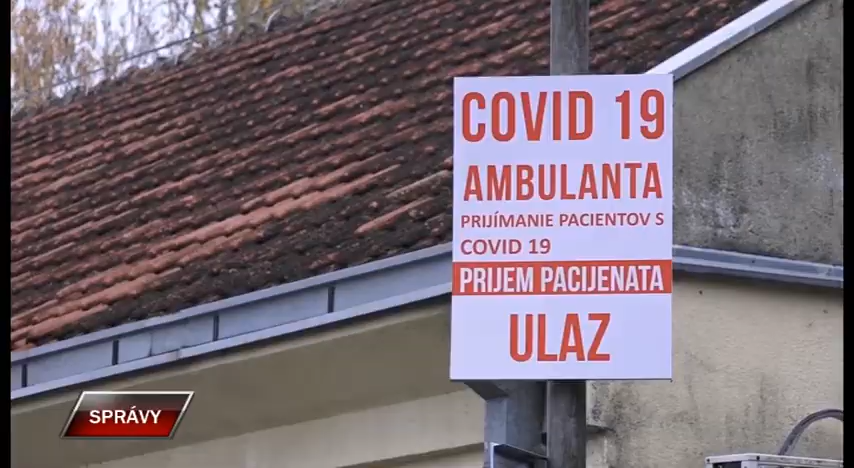 COVID 19
AMBULANTA
PRIJÍMANIE PACIENTOV S
COVID 19
PRIJEM PACIJENATA
ULAZ
SPRÁVY